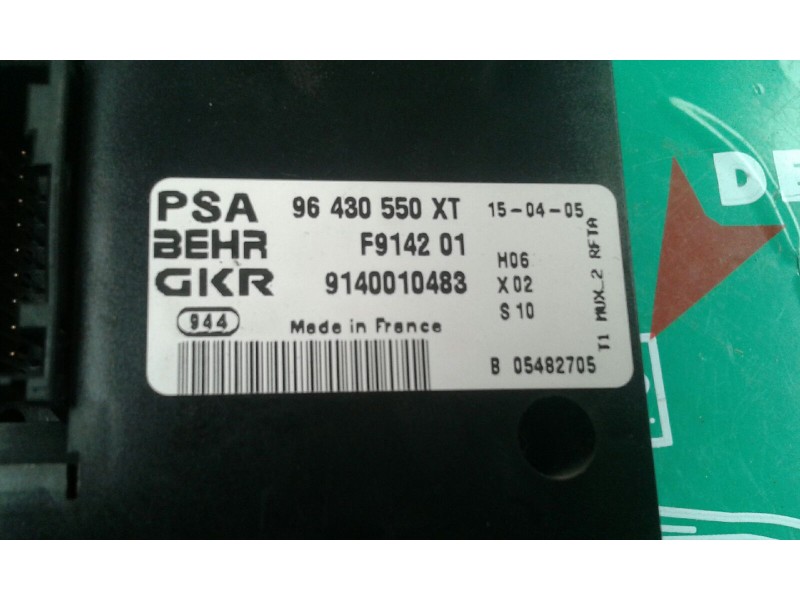 PSA 96 430 550 XT 15-04-05
BEHR F9142 01
GKR 9140010483
H06
X 02
S 10
944 Made in France
B 05482705
T1 MUX_2 RFTA
DE